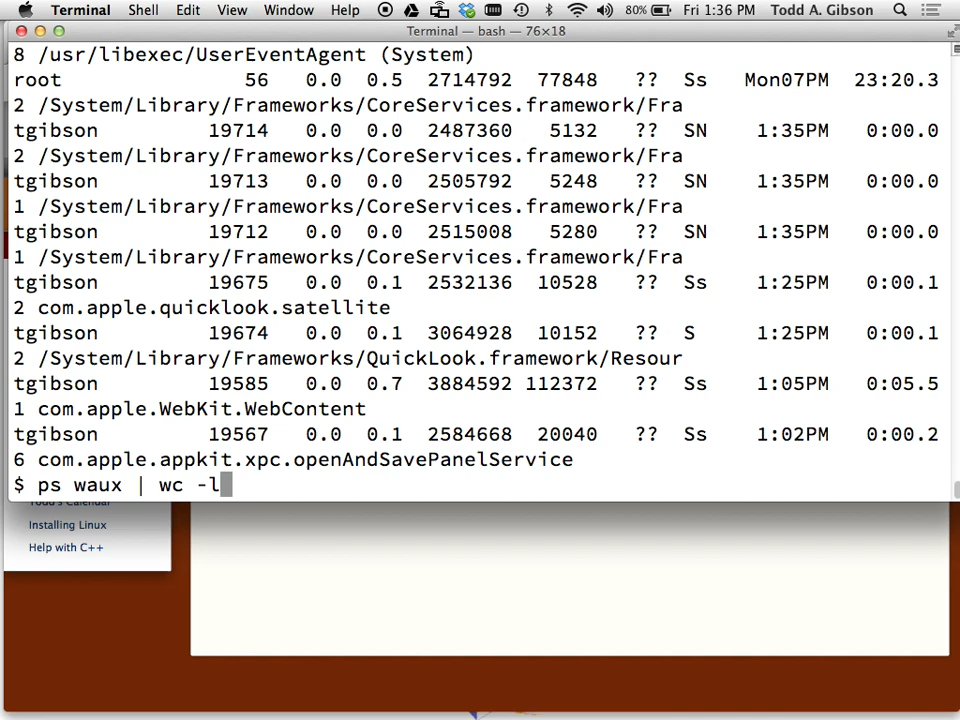 Terminal Shell Edit View Window Help 80% Fri 1:36 PM Todd A. Gibson
Terminal — bash — 76×18
8 /usr/libexec/UserEventAgent (System)
root 56 0.0 0.5 2714792 77848 ?? Ss Mon07PM 23:20.3
2 /System/Library/Frameworks/CoreServices.framework/Fra
tgibson 19714 0.0 0.0 2487360 5132 ?? SN 1:35PM 0:00.0
2 /System/Library/Frameworks/CoreServices.framework/Fra
tgibson 19713 0.0 0.0 2505792 5248 ?? SN 1:35PM 0:00.0
1 /System/Library/Frameworks/CoreServices.framework/Fra
tgibson 19712 0.0 0.0 2515008 5280 ?? SN 1:35PM 0:00.0
1 /System/Library/Frameworks/CoreServices.framework/Fra
tgibson 19675 0.0 0.1 2532136 10528 ?? Ss 1:25PM 0:00.1
2 com.apple.quicklook.satellite
tgibson 19674 0.0 0.1 3064928 10152 ?? S 1:25PM 0:00.1
2 /System/Library/Frameworks/QuickLook.framework/Resour
tgibson 19585 0.0 0.7 3884592 112372 ?? Ss 1:05PM 0:05.5
1 com.apple.WebKit.WebContent
tgibson 19567 0.0 0.1 2584668 20040 ?? Ss 1:02PM 0:00.2
6 com.apple.appkit.xpc.openAndSavePanelService
$ ps waux | wc -l
Todd's Calendar
Installing Linux
Help with C++